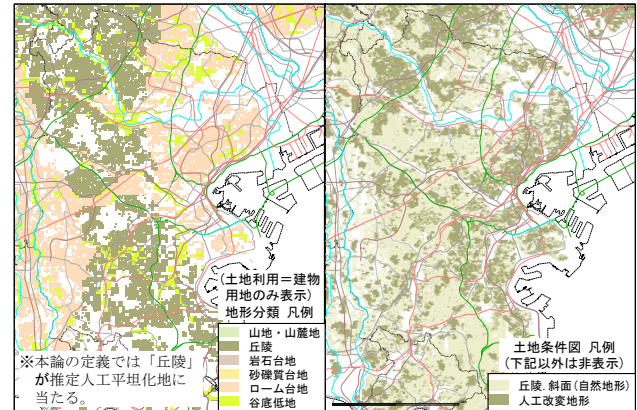 (土地利用＝建物
用地のみ表示)
地形分類 凡例
山地・山麓地
丘陵
岩石台地
砂礫質台地
ローム台地
谷底低地
※本論の定義では「丘陵」
が推定人工平坦化地に
当たる。
土地条件図 凡例
(下記以外は非表示)
丘陵. 斜面(自然地形)
人工改変地形